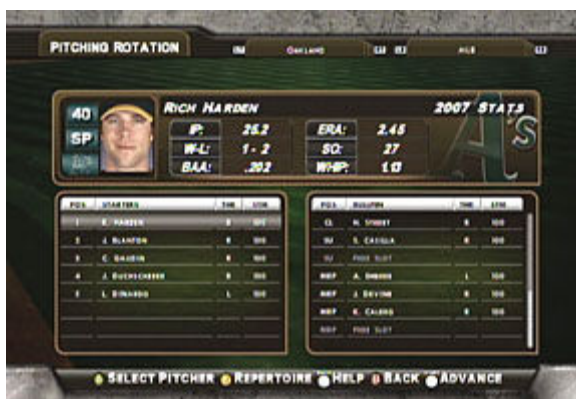 PITCHING ROTATION OAKLAND MLB
40 RICH HARDEN 2007 STATS
SP IP: 25.2 ERA: 2.45
W-L: 1 - 2 SO: 27
BAA: .202 WHIP: 1.13
A's
POS STARTERS THR STM
1 R. HARDEN R 100
2 J. BLANTON R 100
3 C. GAUDIN R 100
4 J. DUCHSCHERER R 100
5 L. DINARDO L 100
POS BULLPEN THR STM
CL H. STREET R 100
SU S. CASILLA R 100
SU FREE SLOT
MRP A. EMBREE L 100
MRP J. DEVINE R 100
MRP K. CALERO R 100
MRP FREE SLOT
A SELECT PITCHER Y REPERTOIRE HELP B BACK ADVANCE